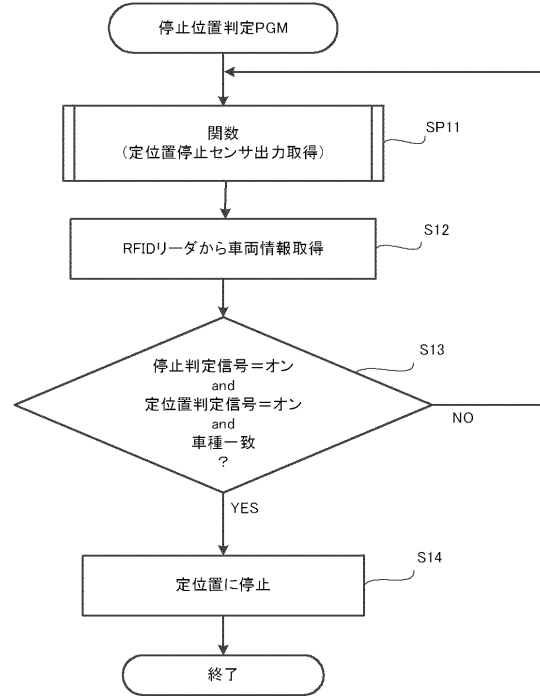 停止位置判定PGM
関数
(定位置停止センサ出力取得)
SP11
RFIDリーダから車両情報取得
S12
停止判定信号=オン
and
定位置判定信号=オン
and
車種一致
?
S13
NO
YES
定位置に停止
S14
終了